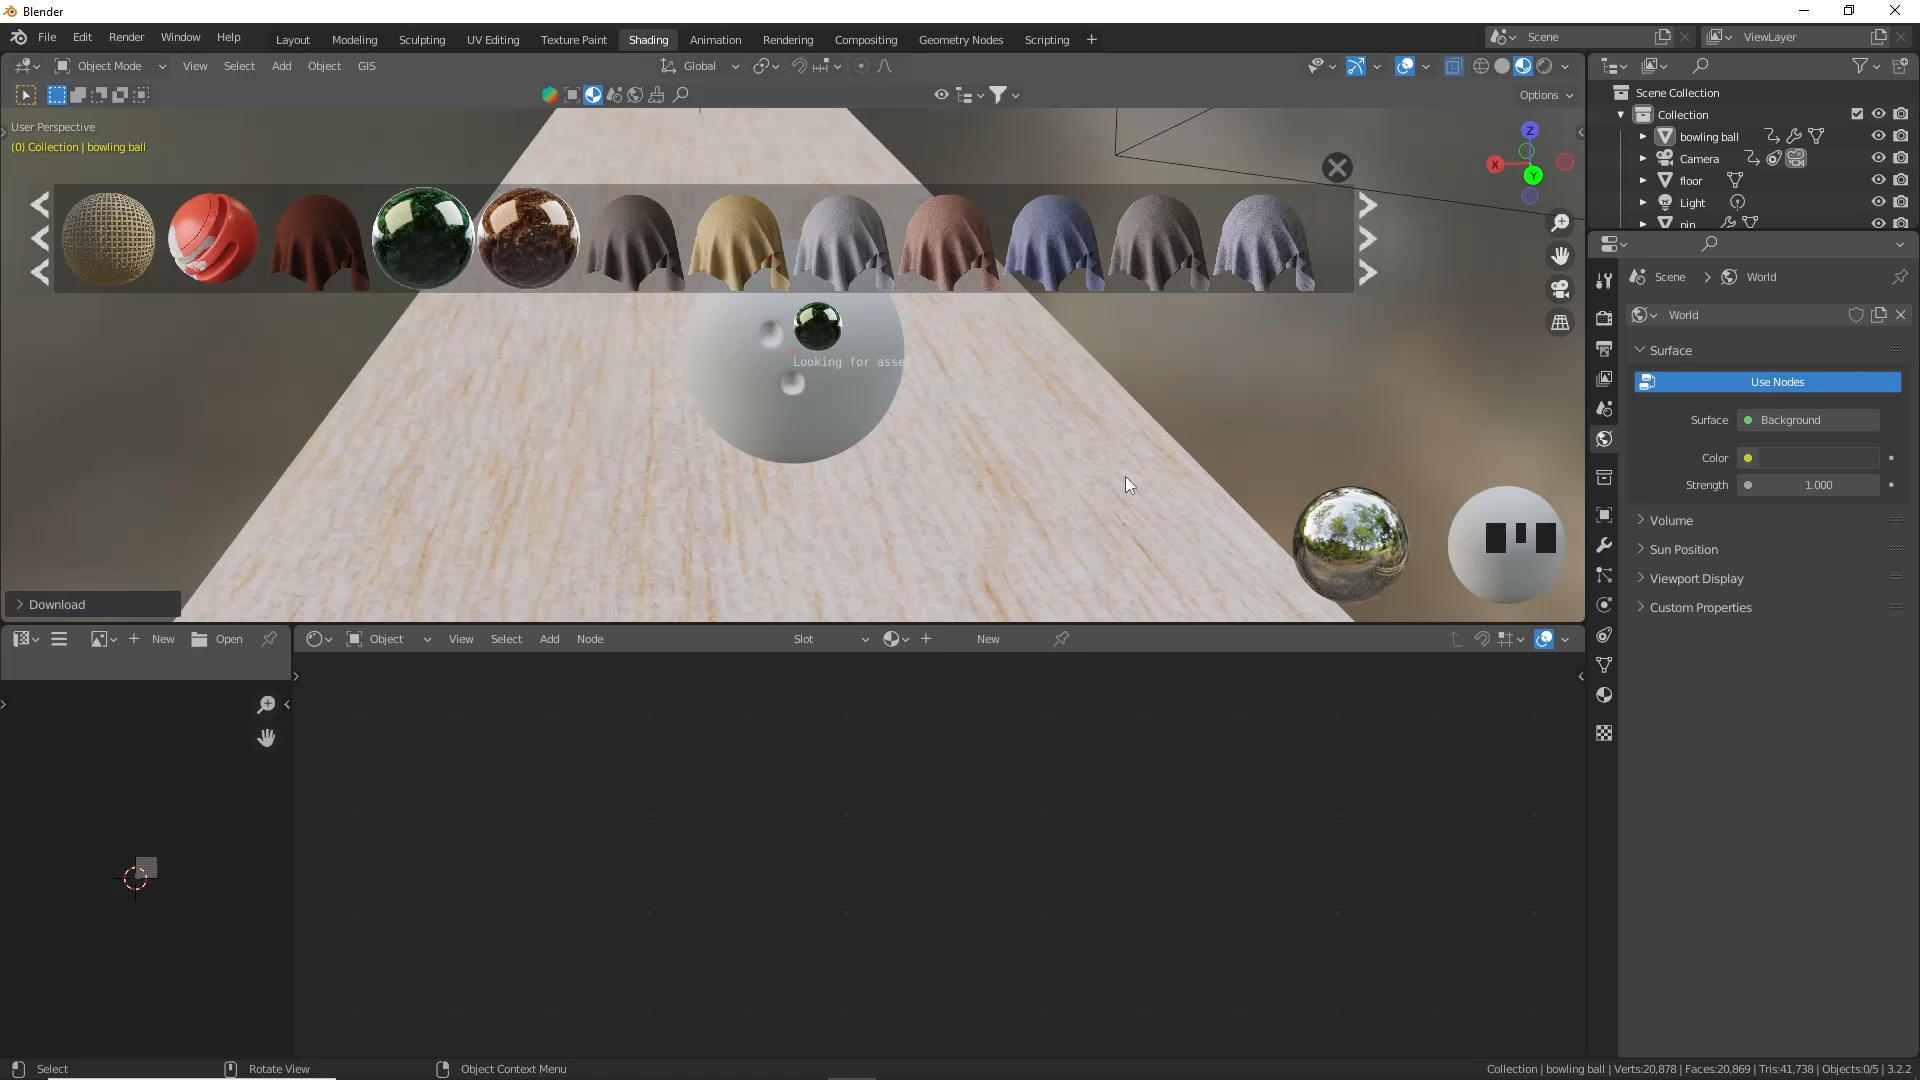 Blender
File Edit Render Window Help Layout Modeling Sculpting UV Editing Texture Paint Shading Animation Rendering Compositing Geometry Nodes Scripting + Scene ViewLayer
Object Mode View Select Add Object GIS Global
Options
User Perspective
(0) Collection | bowling ball
X Y Z
Looking for asse
Download
Scene Collection
Collection
bowling ball
Camera
floor
Light
pin
Scene > World
World
Surface
Use Nodes
Surface Background
Color
Strength 1.000
Volume
Sun Position
Viewport Display
Custom Properties
New Open
Object View Select Add Node Slot New
Select Rotate View Object Context Menu
Collection | bowling ball | Verts:20,878 | Faces:20,869 | Tris:41,738 | Objects:0/5 | 3.2.2